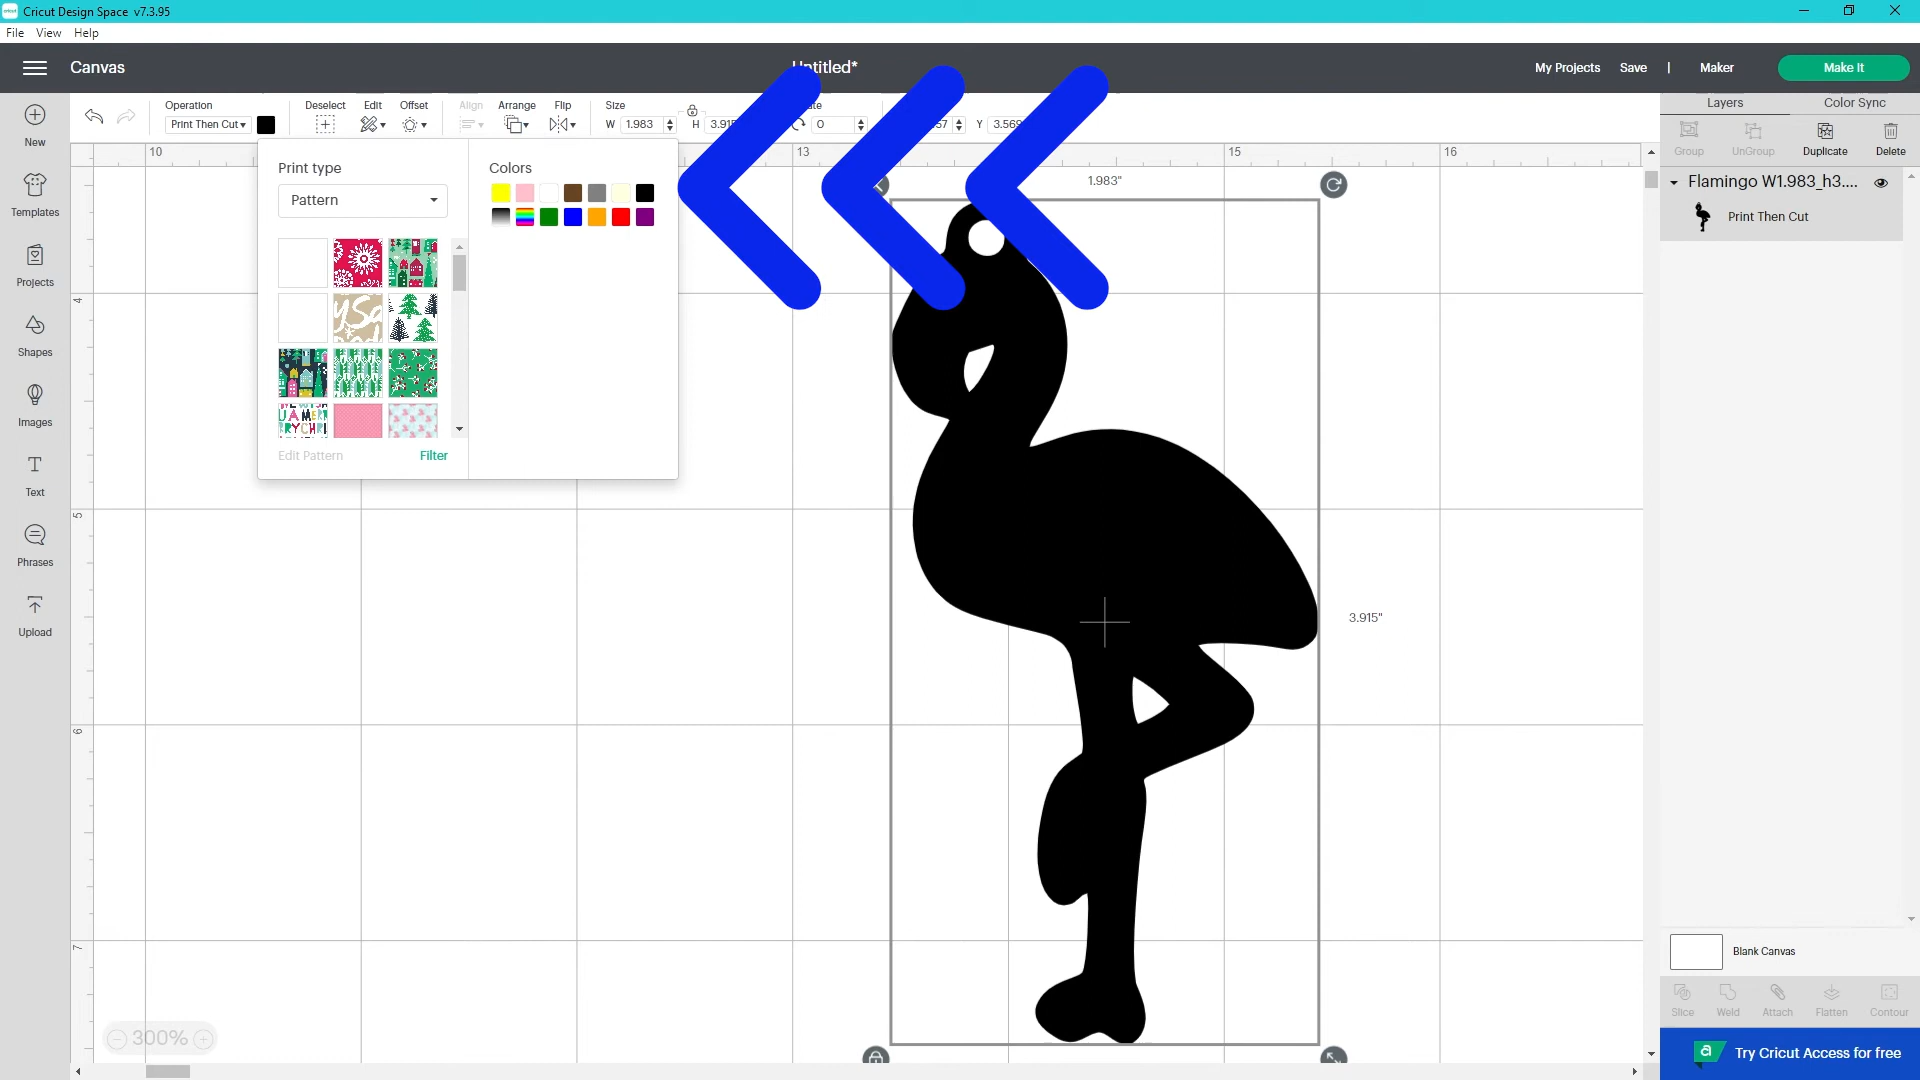 Cricut Design Space v7.3.95
File View Help
Canvas
Untitled*
My Projects Save | Maker Make It
Operation
Print Then Cut
Deselect Edit Offset Align Arrange Flip Size
W 1.983 H
0
Y
Layers Color Sync
Group UnGroup Duplicate Delete
Flamingo W1.983_h3....
Print Then Cut
New
Templates
Projects
Shapes
Images
Text
Phrases
Upload
Print type
Pattern
Colors
Edit Pattern Filter
10 13 15 16
4
5
6
7
1.983"
3.915"
300%
Blank Canvas
Slice Weld Attach Flatten Contour
Try Cricut Access for free